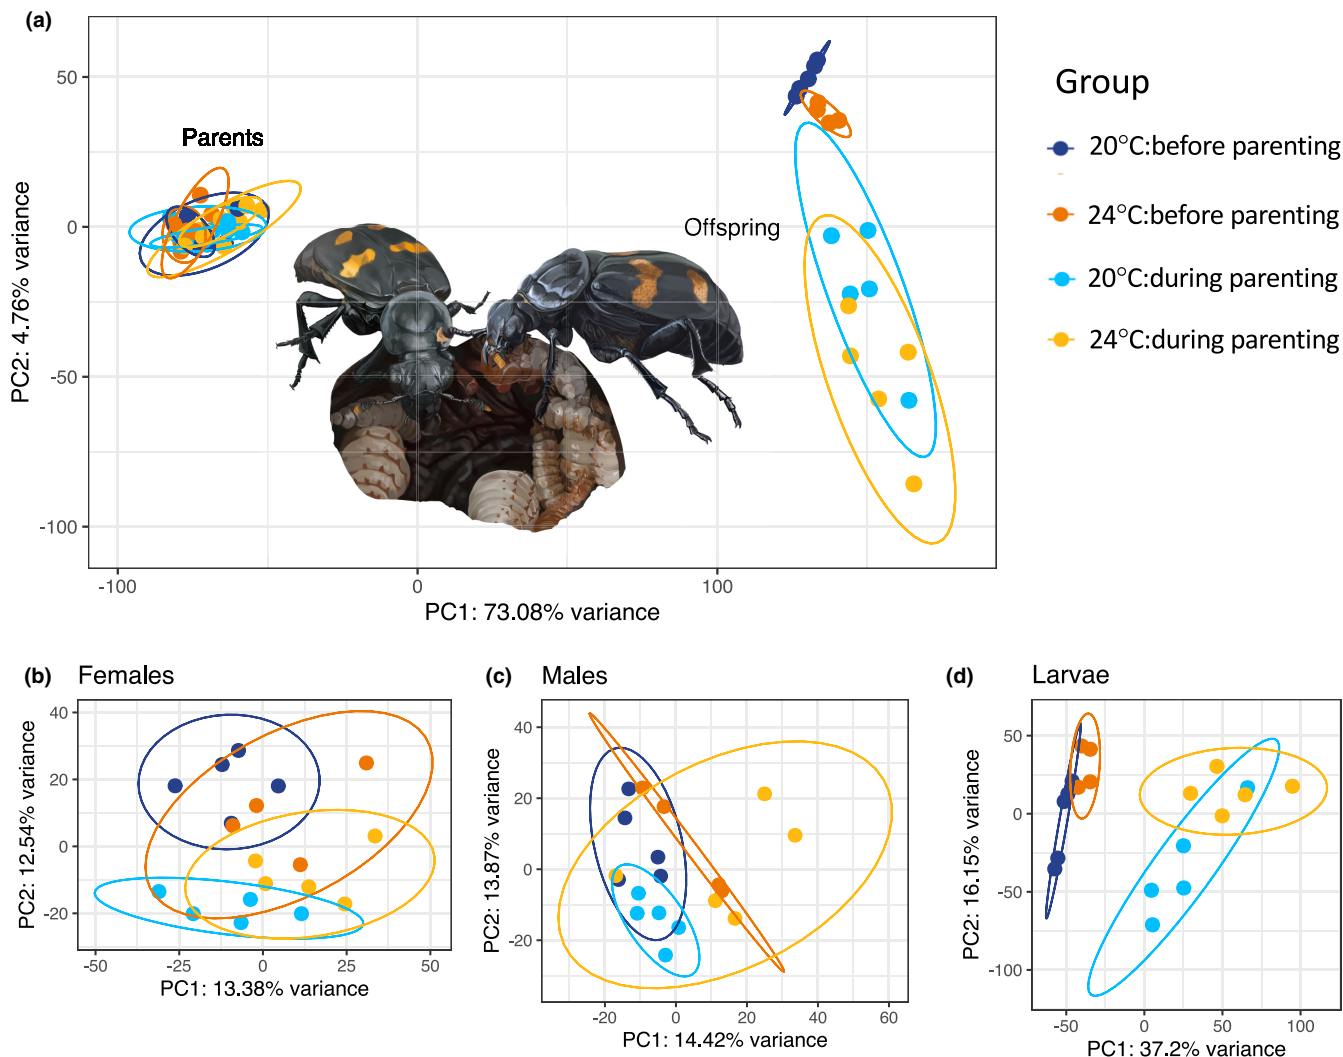 (a)
Parents
Offspring
50
0
-50
-100
PC2: 4.76% variance
-100
0
100
PC1: 73.08% variance
Group
20°C:before parenting
24°C:before parenting
20°C:during parenting
24°C:during parenting
(b) Females
40
20
0
-20
PC2: 12.54% variance
-50
-25
0
25
50
PC1: 13.38% variance
(c) Males
40
20
0
-20
PC2: 13.87% variance
-20
0
20
40
60
PC1: 14.42% variance
(d) Larvae
50
0
-50
-100
PC2: 16.15% variance
-50
0
50
100
PC1: 37.2% variance